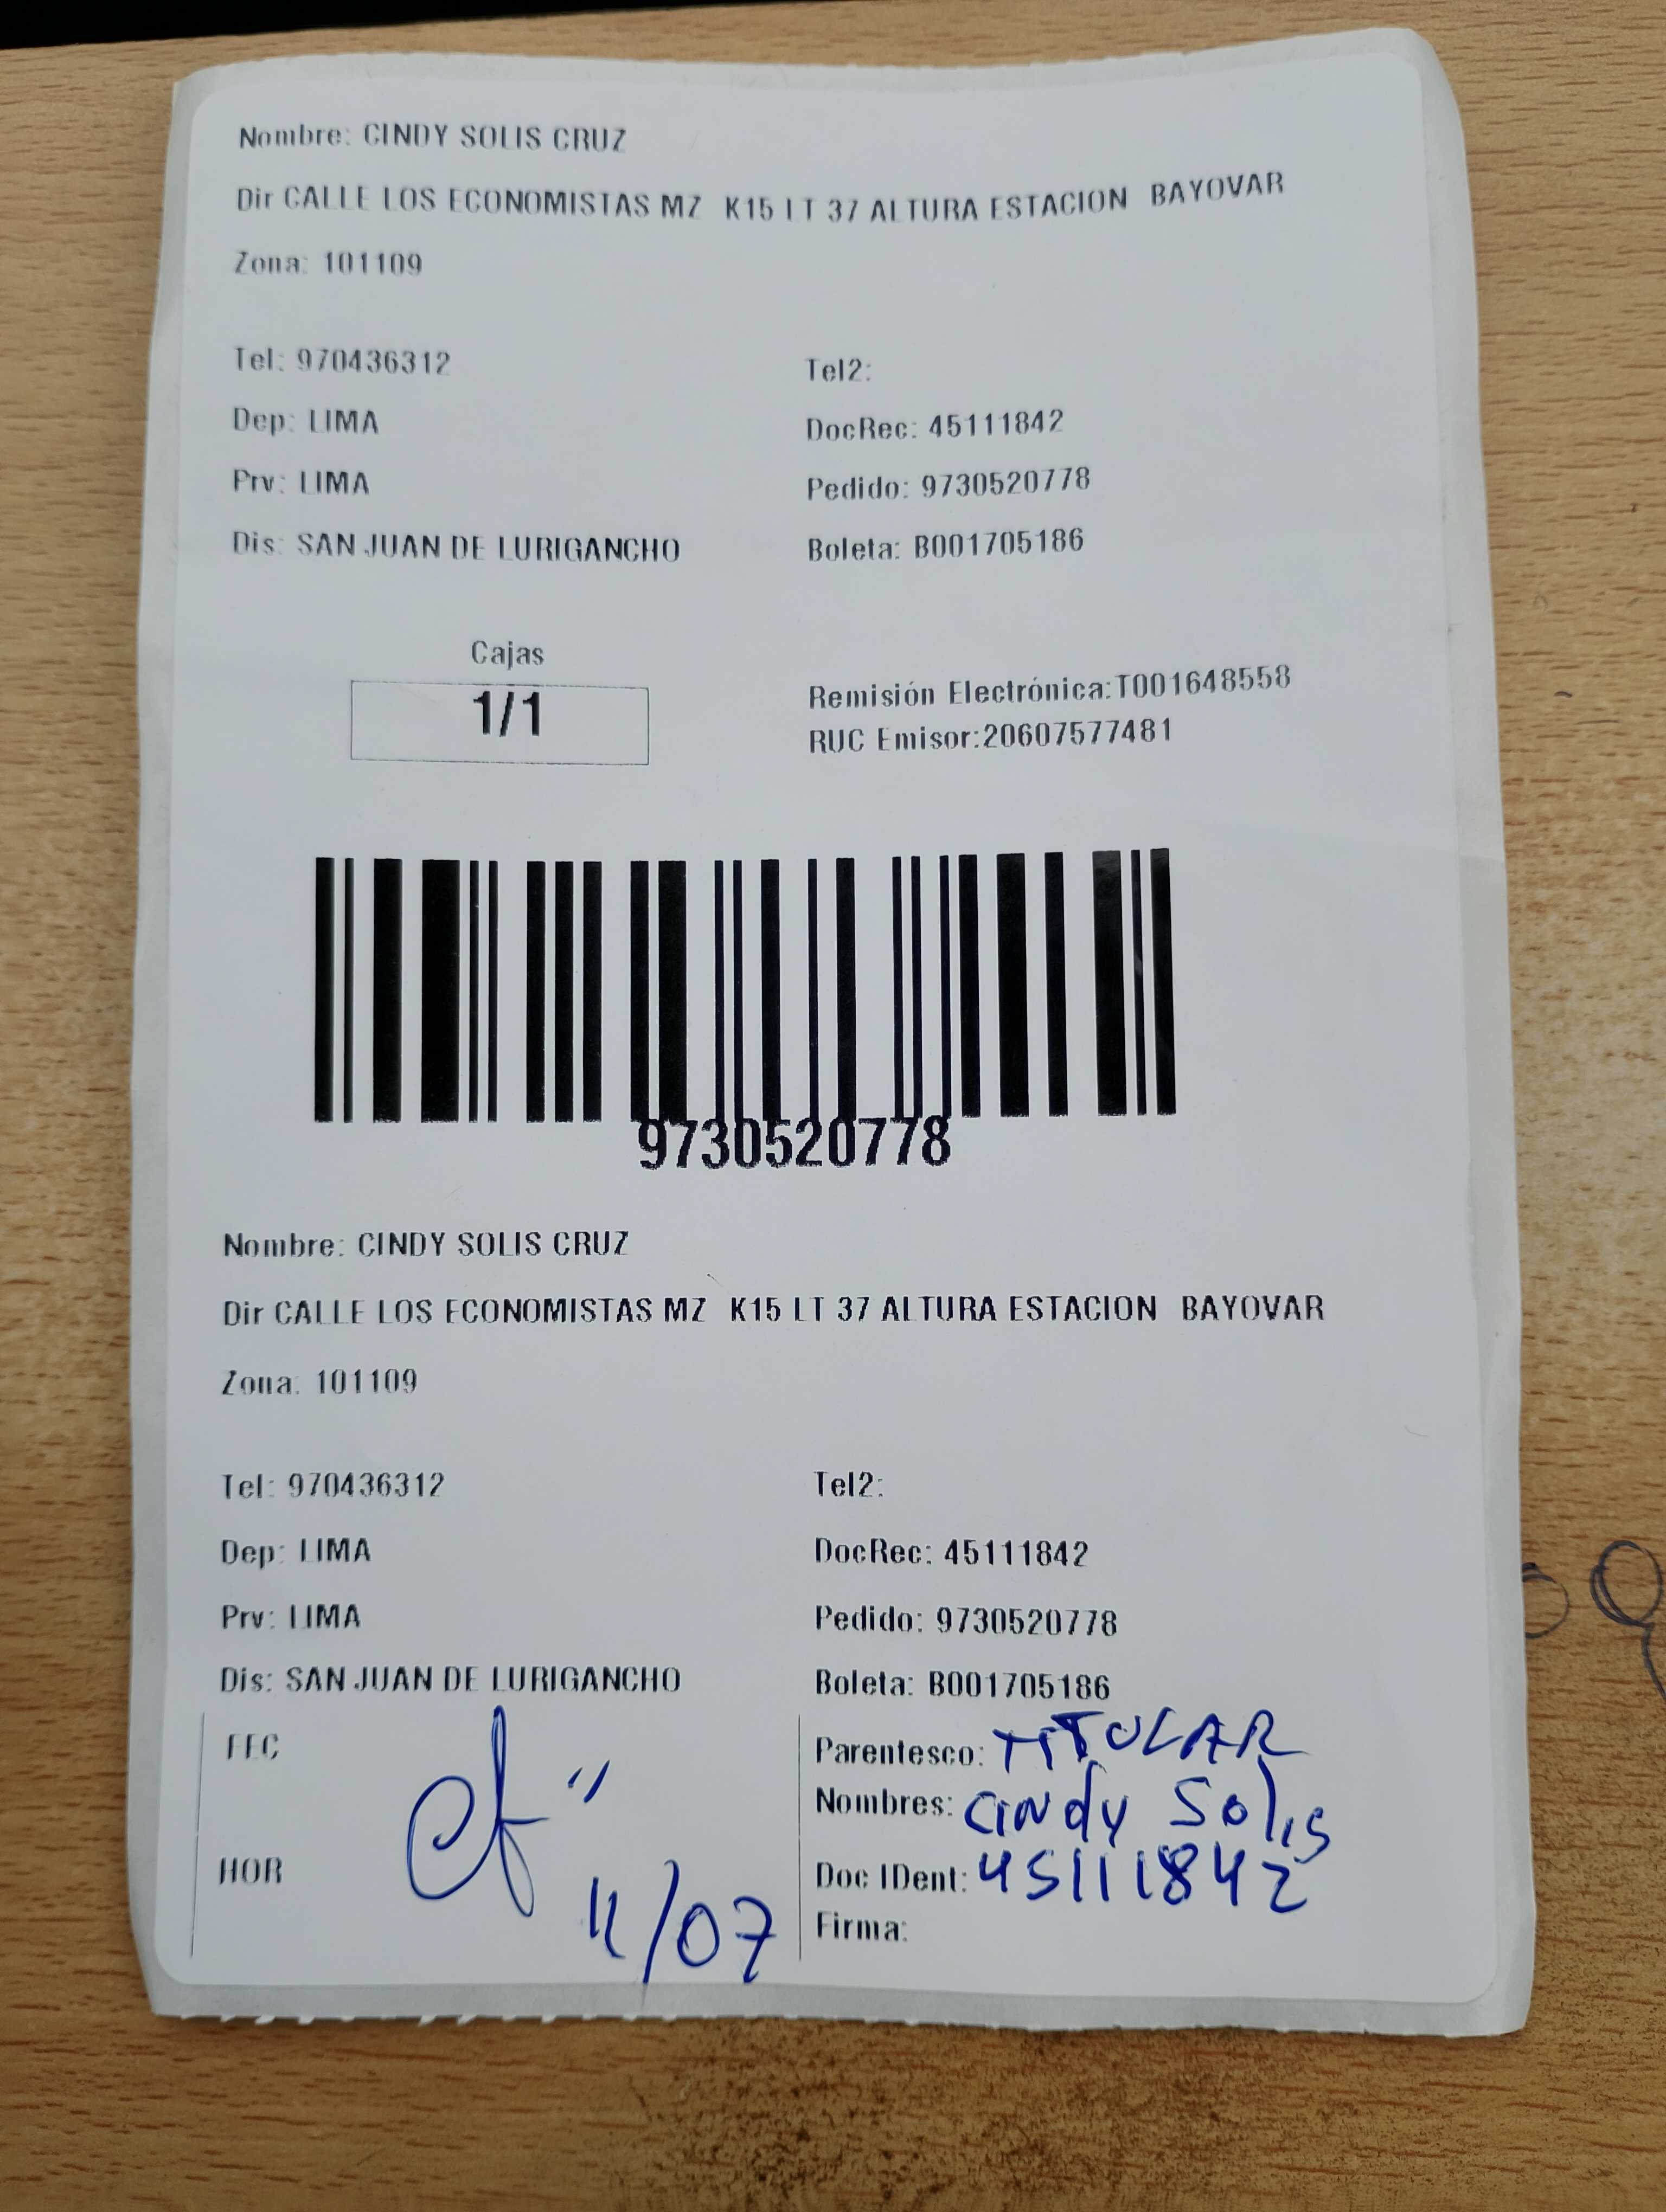 Nombre: CINDY SOLIS CRUZ
Dir CALLE LOS ECONOMISTAS MZ K15 LT 37 ALTURA ESTACION BAYOVAR
Zona: 101109
Tel: 970436312 Tel2:
Dep: LIMA DocRec: 45111842
Prv: LIMA Pedido: 9730520778
Dis: SAN JUAN DE LURIGANCHO Boleta: B001705186
Cajas
1/1
Remisión Electrónica:T001648558
RUC Emisor:20607577481
9730520778
Nombre: CINDY SOLIS CRUZ
Dir CALLE LOS ECONOMISTAS MZ K15 LT 37 ALTURA ESTACION BAYOVAR
Zona: 101109
Tel: 970436312 Tel2:
Dep: LIMA DocRec: 45111842
Prv: LIMA Pedido: 9730520778
Dis: SAN JUAN DE LURIGANCHO Boleta: B001705186
FEC Parentesco: TITULAR
Nombres: Cindy Solis
HOR Doc IDent: 45111842
11/07 Firma: